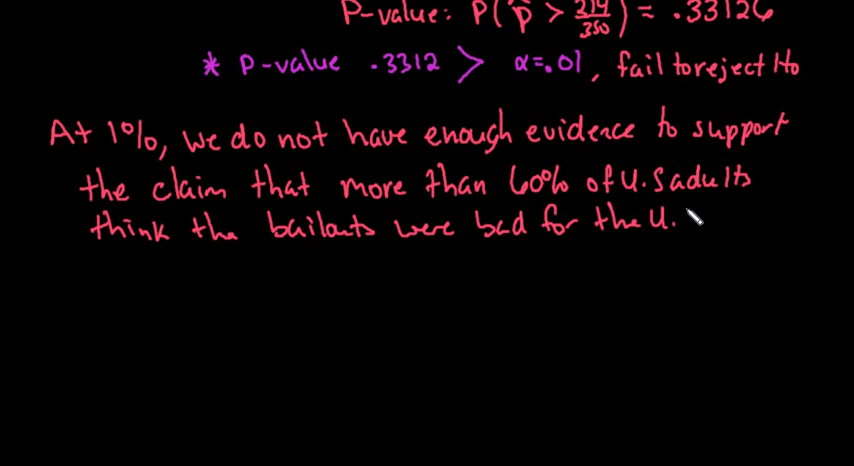 P-value: P( p̂ > 214/350 ) = .33126
* P-value .3312 > α=.01, fail to reject Ho
At 1%, we do not have enough evidence to support
the claim that more than 60% of U.S adults
think the bailouts were bad for the U.